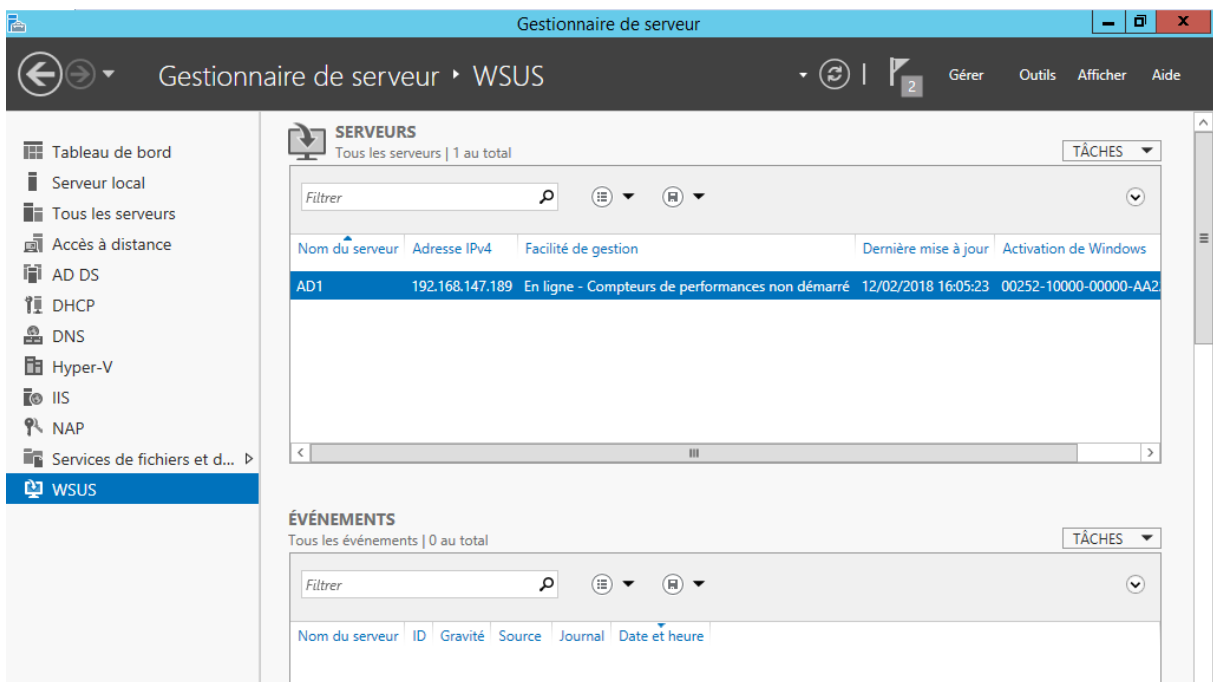 Gestionnaire de serveur
Gestionnaire de serveur ‣ WSUS
2
Gérer Outils Afficher Aide
Tableau de bord
Serveur local
Tous les serveurs
Accès à distance
AD DS
DHCP
DNS
Hyper-V
IIS
NAP
Services de fichiers et d...
WSUS
SERVEURS
Tous les serveurs | 1 au total
TÂCHES
Filtrer
Nom du serveur Adresse IPv4 Facilité de gestion Dernière mise à jour Activation de Windows
AD1 192.168.147.189 En ligne - Compteurs de performances non démarré 12/02/2018 16:05:23 00252-10000-00000-AA2
ÉVÉNEMENTS
Tous les événements | 0 au total
TÂCHES
Filtrer
Nom du serveur ID Gravité Source Journal Date et heure